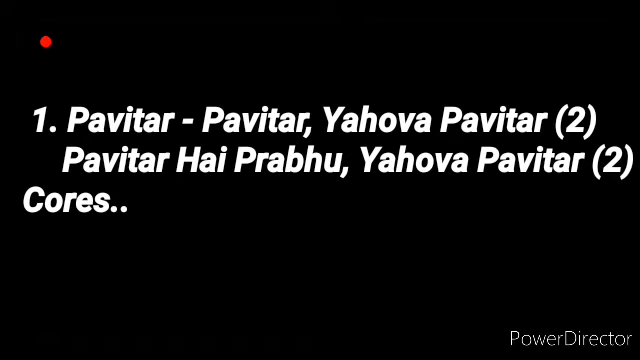 1. Pavitar - Pavitar, Yahova Pavitar (2)
Pavitar Hai Prabhu, Yahova Pavitar (2)
Cores..
PowerDirector